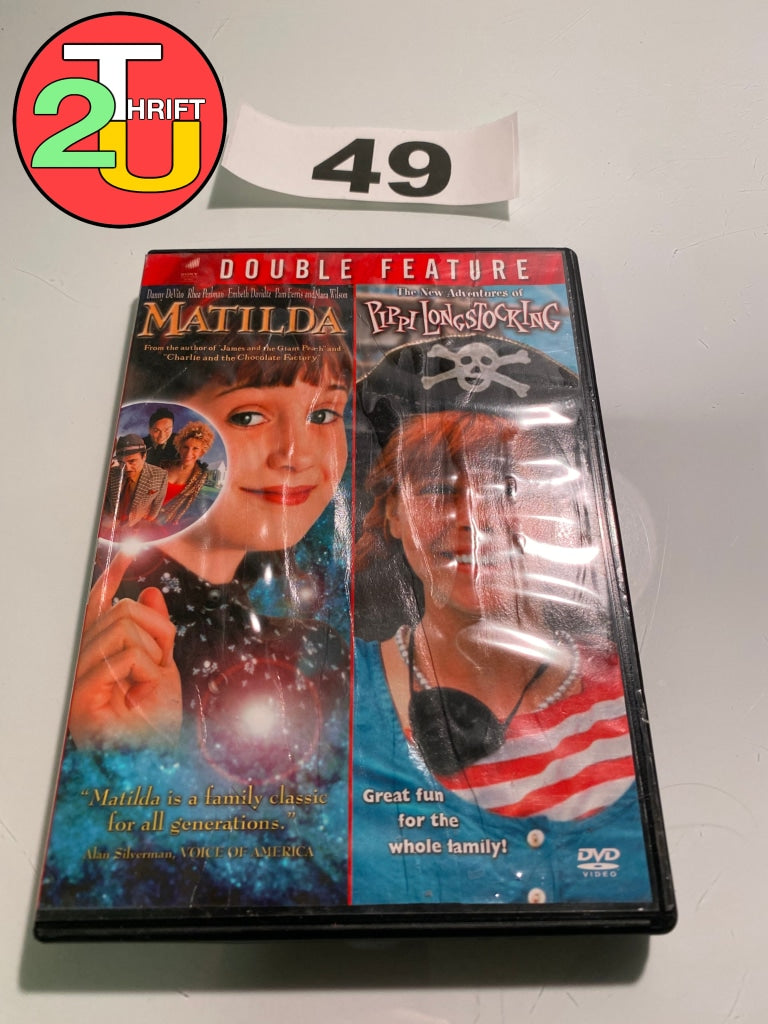 2
T
HRIFT
U
49
DOUBLE FEATURE
Danny DeVito Rhea Perlman Embeth Davidtz Pam Ferris and Mara Wilson
MATILDA
From the author of "James and the Giant Peach" and
"Charlie and the Chocolate Factory"
"Matilda is a family classic
for all generations."
Alan Silverman, VOICE OF AMERICA
The New Adventures of
PIPPI LONGSTOCKING
Great fun
for the
whole family!
DVD
VIDEO